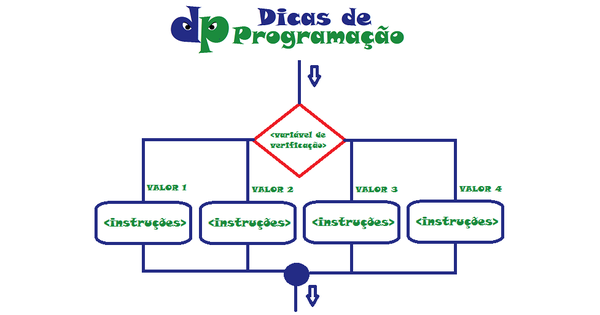 dp Dicas de
Programação
<variável de
verificação>
VALOR 1
VALOR 2
VALOR 3
VALOR 4
<instruções>
<instruções>
<instruções>
<instruções>